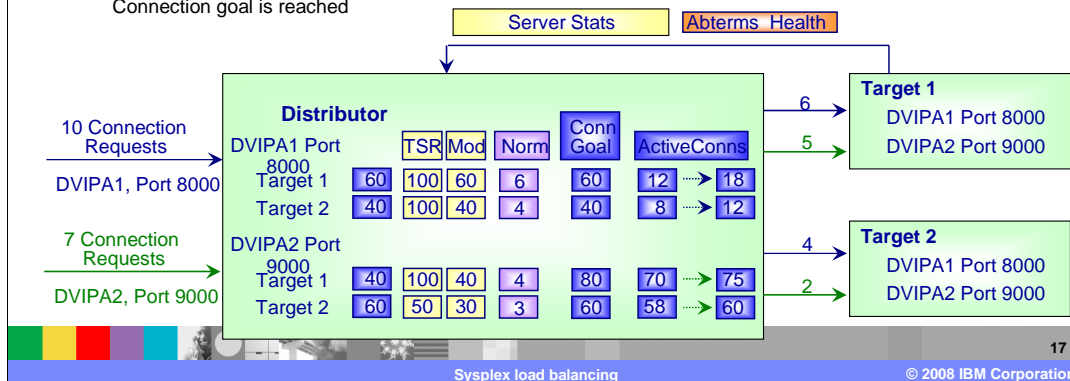 Connection goal is reached
Server Stats
Abterms Health
Distributor
10 Connection
Requests
DVIPA1, Port 8000
7 Connection
Requests
DVIPA2, Port 9000
TSR Mod Norm Conn Goal ActiveConns
DVIPA1 Port
8000
Target 1 60 100 60 6 60 12 18
Target 2 40 100 40 4 40 8 12
DVIPA2 Port
9000
Target 1 40 100 40 4 80 70 75
Target 2 60 50 30 3 60 58 60
6
5
4
2
Target 1
DVIPA1 Port 8000
DVIPA2 Port 9000
Target 2
DVIPA1 Port 8000
DVIPA2 Port 9000
17
Sysplex load balancing
© 2008 IBM Corporation